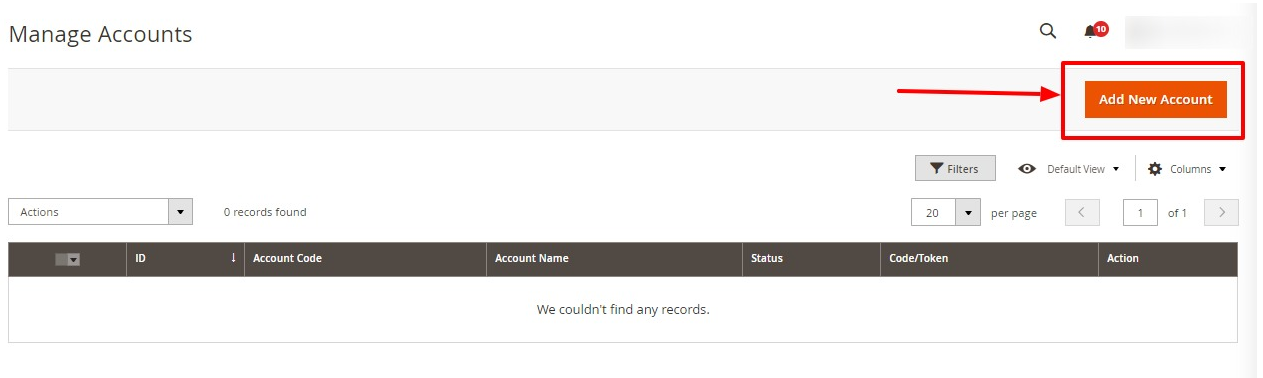 Manage Accounts
10
Add New Account
Filters
Default View
Columns
Actions
0 records found
20
per page
1
of 1
ID
Account Code
Account Name
Status
Code/Token
Action
We couldn't find any records.